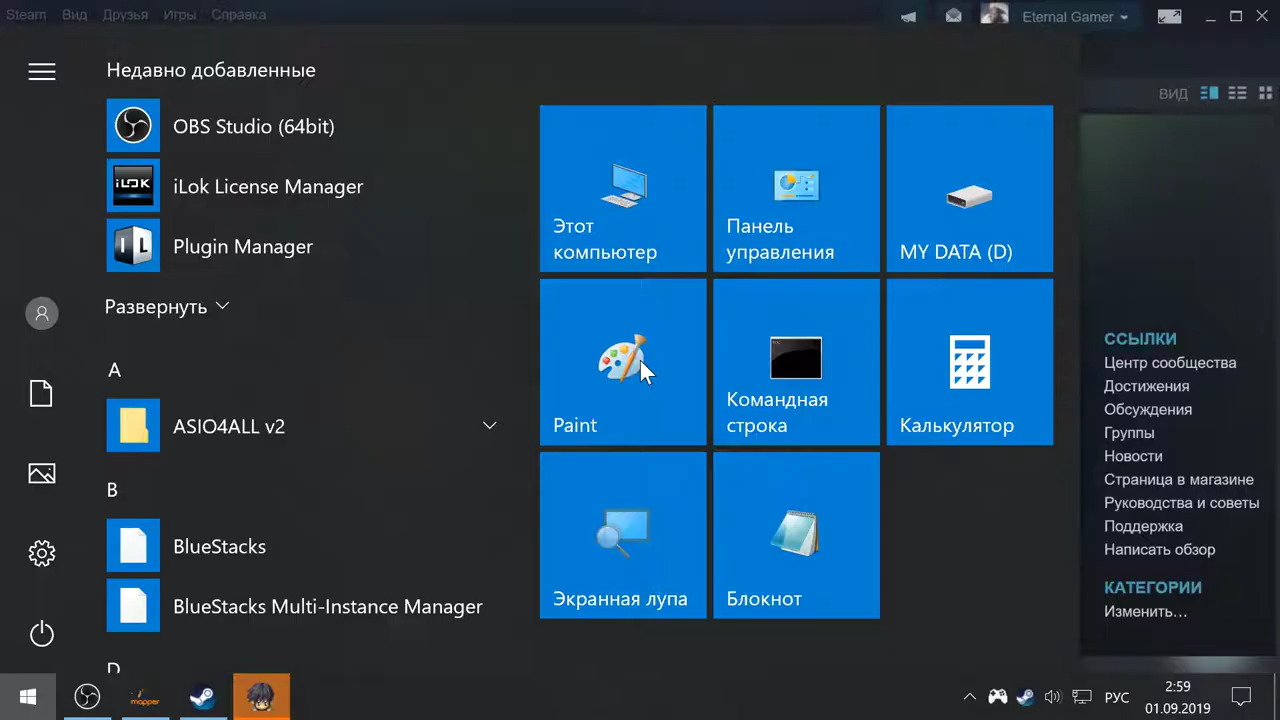 Steam Вид Друзья Игры Справка
Eternal Gamer
Недавно добавленные
OBS Studio (64bit)
iLOK
iLok License Manager
IL
Plugin Manager
Развернуть
A
ASIO4ALL v2
B
BlueStacks
BlueStacks Multi-Instance Manager
D
Этот
компьютер
Панель
управления
MY DATA (D)
Paint
Командная
строка
Калькулятор
Экранная лупа
Блокнот
ВИД
ССЫЛКИ
Центр сообщества
Достижения
Обсуждения
Группы
Новости
Страница в магазине
Руководства и советы
Поддержка
Написать обзор
КАТЕГОРИИ
Изменить...
mapper
РУС
2:59
01.09.2019